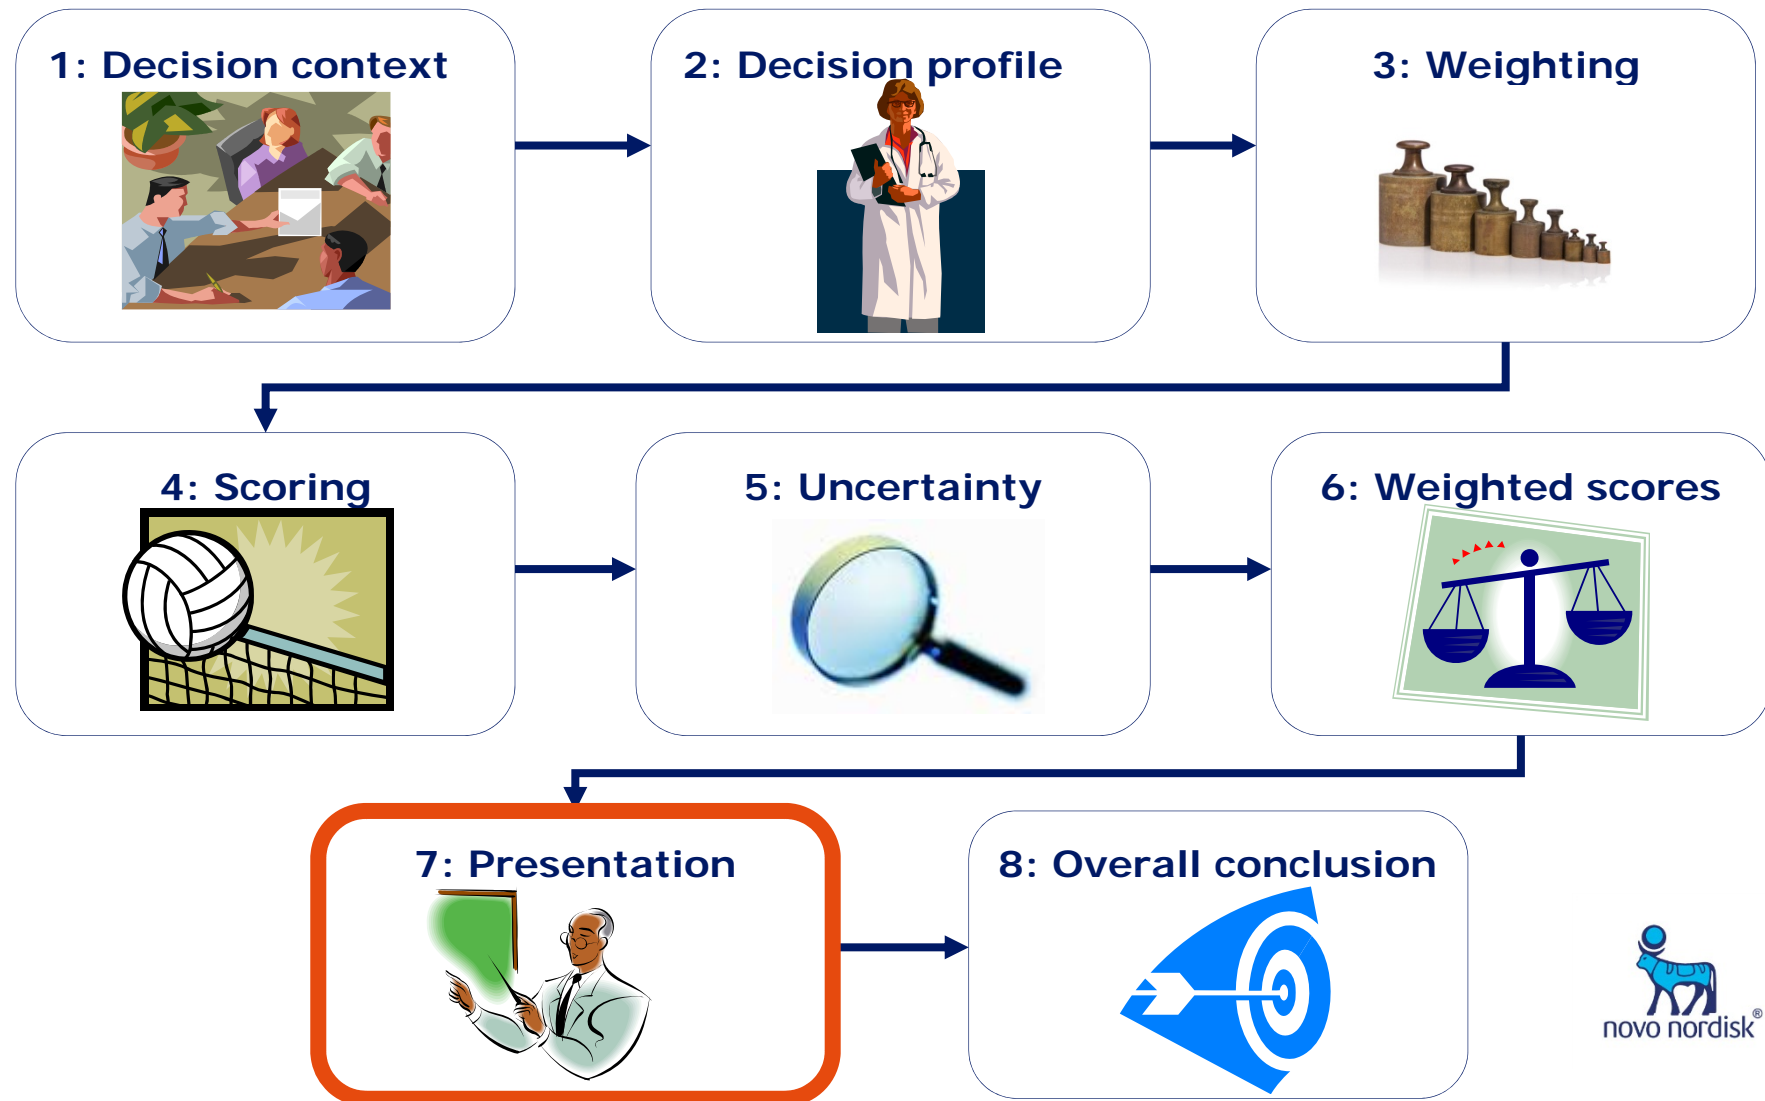 1: Decision context
2: Decision profile
3: Weighting
4: Scoring
5: Uncertainty
6: Weighted scores
7: Presentation
8: Overall conclusion
novo nordisk®